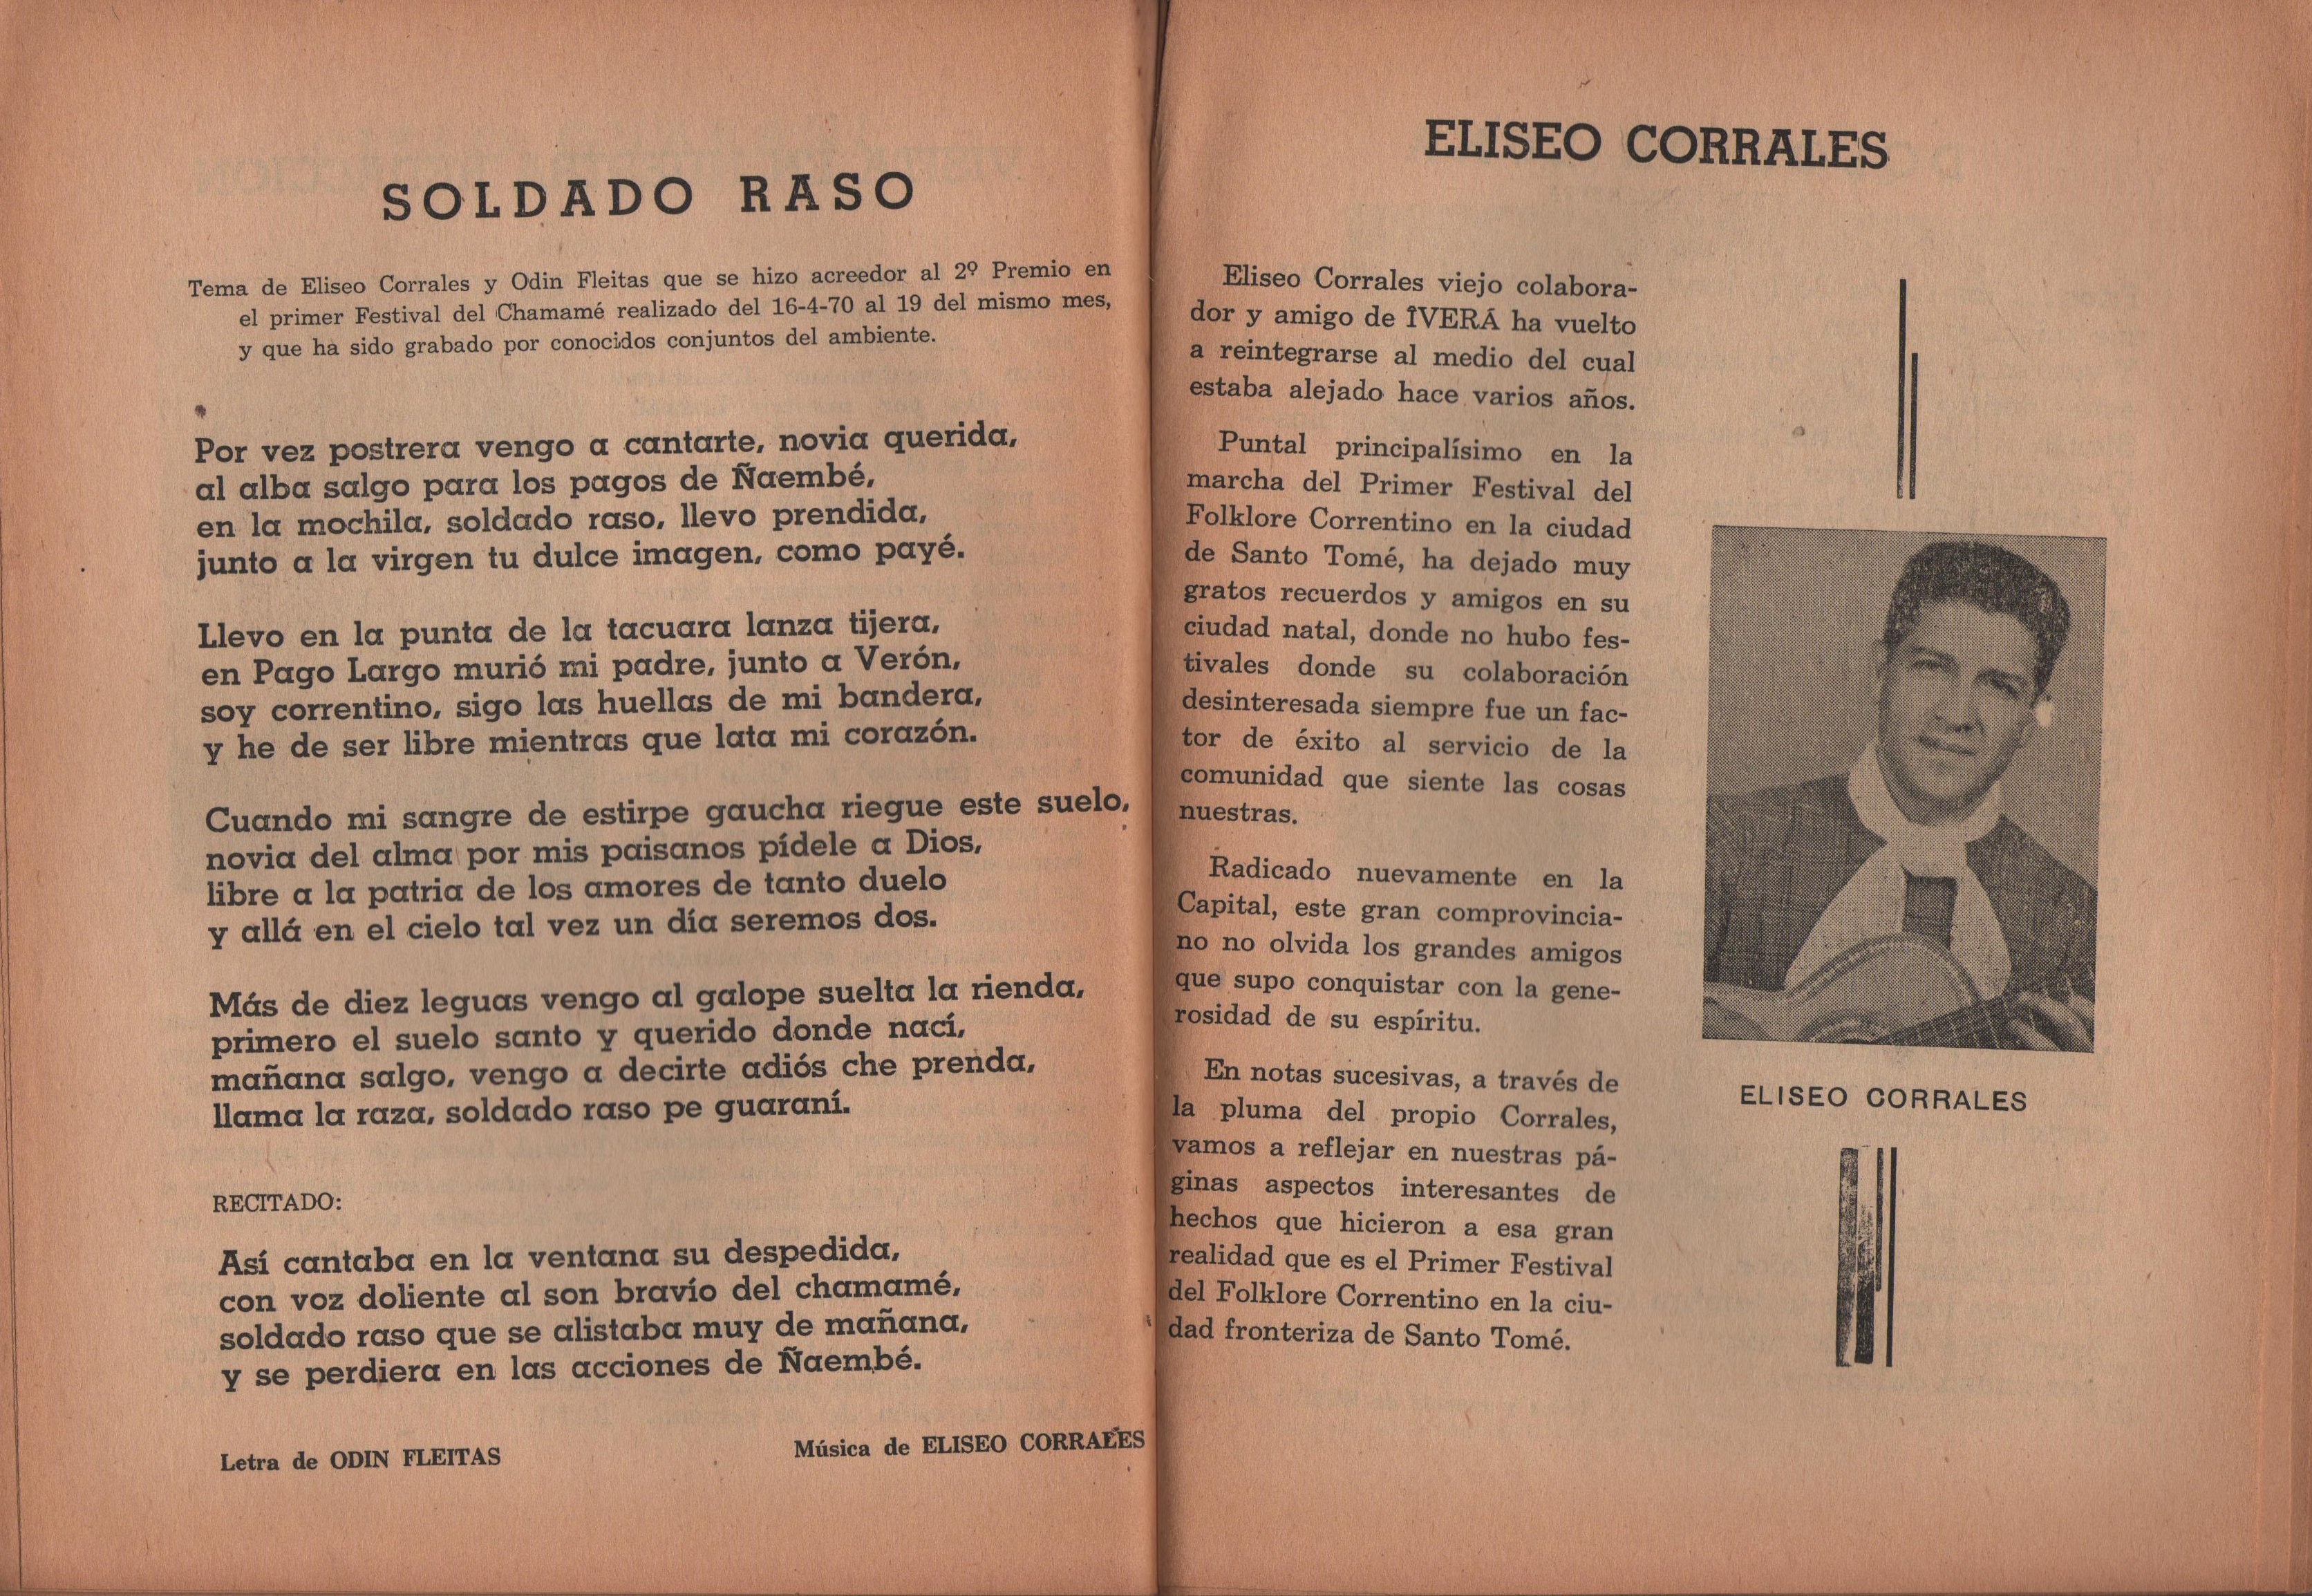 SOLDADO RASO
Tema de Eliseo Corrales y Odin Fleitas que se hizo acreedor al 2º Premio en
el primer Festival del Chamamé realizado del 16-4-70 al 19 del mismo mes,
y que ha sido grabado por conocidos conjuntos del ambiente.
Por vez postrera vengo a cantarte, novia querida,
al alba salgo para los pagos de Ñaembé,
en la mochila, soldado raso, llevo prendida,
junto a la virgen tu dulce imagen, como payé.
Llevo en la punta de la tacuara lanza tijera,
en Pago Largo murió mi padre, junto a Verón,
soy correntino, sigo las huellas de mi bandera,
y he de ser libre mientras que lata mi corazón.
Cuando mi sangre de estirpe gaucha riegue este suelo,
novia del alma por mis paisanos pídele a Dios,
libre a la patria de los amores de tanto duelo
y allá en el cielo tal vez un día seremos dos.
Más de diez leguas vengo al galope suelta la rienda,
primero el suelo santo y querido donde nací,
mañana salgo, vengo a decirte adiós che prenda,
llama la raza, soldado raso pe guaraní.
RECITADO:
Así cantaba en la ventana su despedida,
con voz doliente al son bravío del chamamé,
soldado raso que se alistaba muy de mañana,
y se perdiera en las acciones de Ñaembé.
Letra de ODIN FLEITAS
Música de ELISEO CORRALES
ELISEO CORRALES
Eliseo Corrales viejo colabora-
dor y amigo de ÎVERÁ ha vuelto
a reintegrarse al medio del cual
estaba alejado hace varios años.
Puntal principalísimo en la
marcha del Primer Festival del
Folklore Correntino en la ciudad
de Santo Tomé, ha dejado muy
gratos recuerdos y amigos en su
ciudad natal, donde no hubo fes-
tivales donde su colaboración
desinteresada siempre fue un fac-
tor de éxito al servicio de la
comunidad que siente las cosas
nuestras.
Radicado nuevamente en la
Capital, este gran comprovincia-
no no olvida los grandes amigos
que supo conquistar con la gene-
rosidad de su espíritu.
En notas sucesivas, a través de
la pluma del propio Corrales,
vamos a reflejar en nuestras pá-
ginas aspectos interesantes de
hechos que hicieron a esa gran
realidad que es el Primer Festival
del Folklore Correntino en la ciu-
dad fronteriza de Santo Tomé.
ELISEO CORRALES